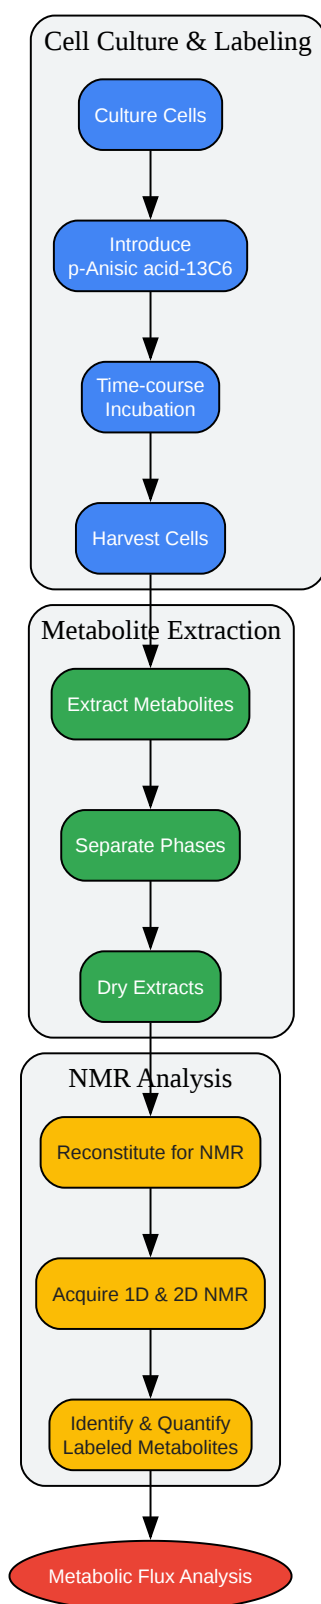 Cell Culture & Labeling
Culture Cells
Introduce
p-Anisic acid-13C6
Time-course
Incubation
Harvest Cells
Metabolite Extraction
Extract Metabolites
Separate Phases
Dry Extracts
NMR Analysis
Reconstitute for NMR
Acquire 1D & 2D NMR
Identify & Quantify
Labeled Metabolites
Metabolic Flux Analysis